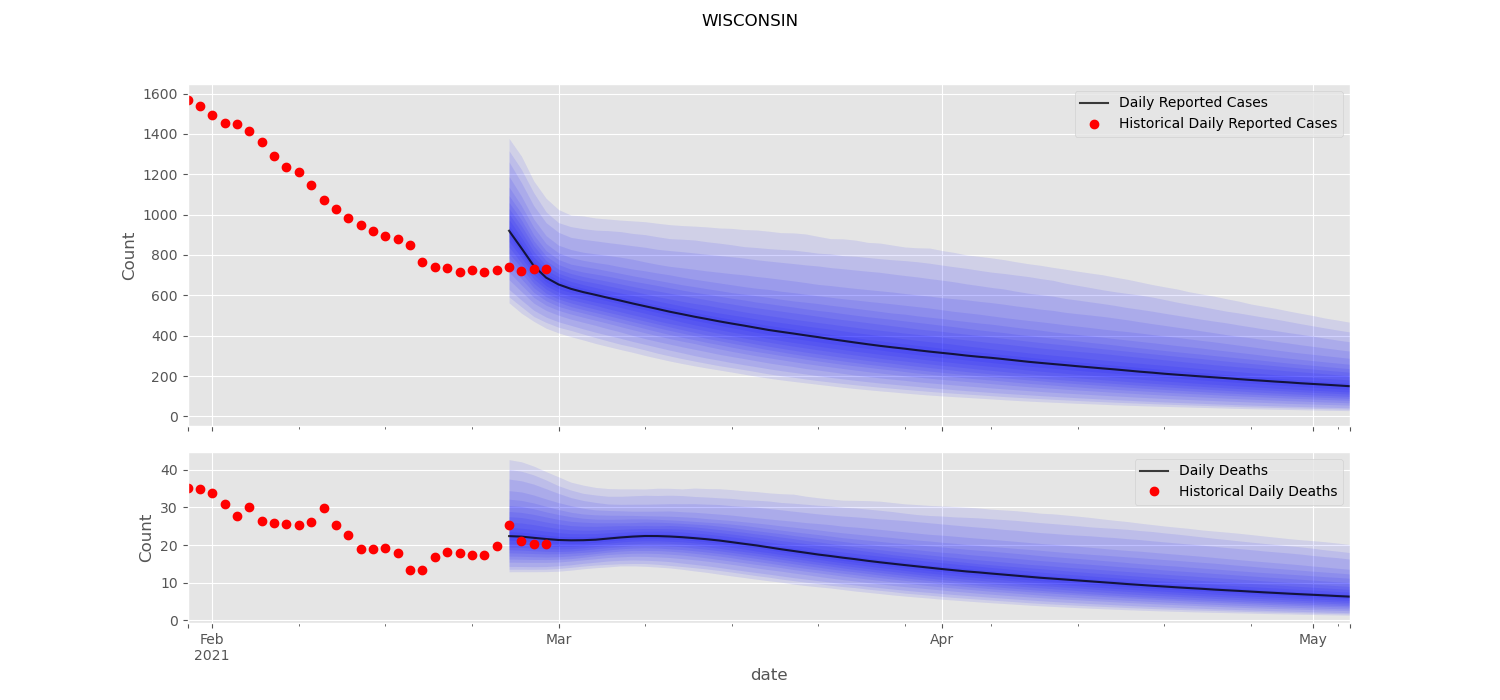 WISCONSIN
1600
1400
1200
1000
800
600
400
200
0
Count
Daily Reported Cases
Historical Daily Reported Cases
40
30
20
10
0
Count
Daily Deaths
Historical Daily Deaths
Feb
2021
Mar
Apr
May
date